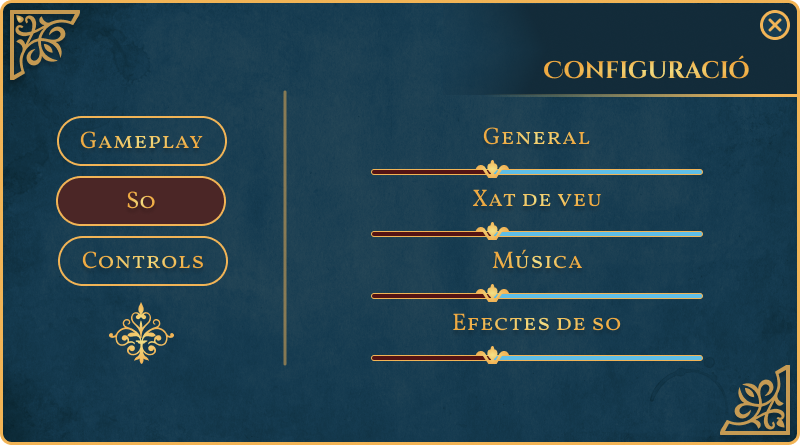 Configuració
Gameplay
So
Controls
General
Xat de veu
Música
Efectes de so